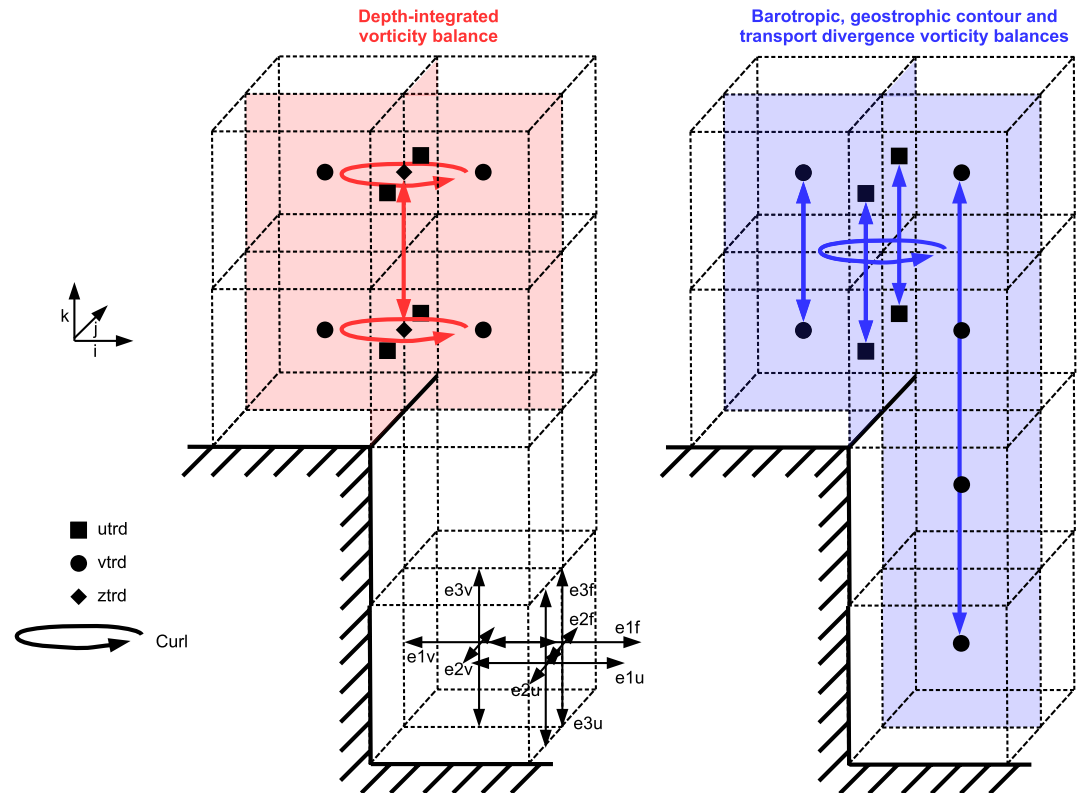 Depth-integrated
vorticity balance
Barotropic, geostrophic contour and
transport divergence vorticity balances
k
j
i
utrd
vtrd
ztrd
Curl
e3v
e3f
e2f
e1f
e1v
e2v
e1u
e2u
e3u